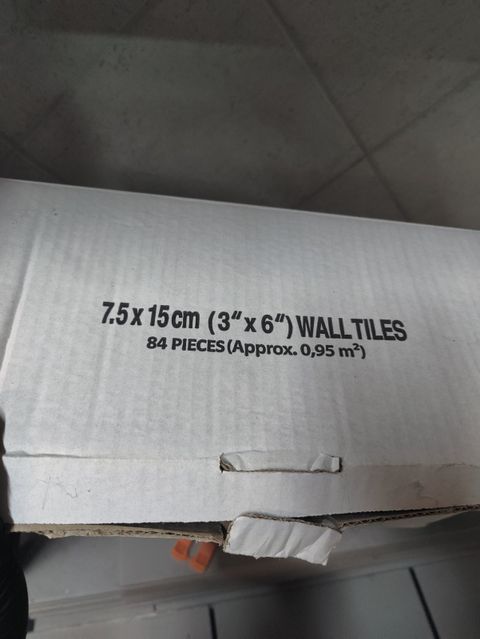 7.5 x 15 cm (3" x 6") WALL TILES
84 PIECES (Approx. 0,95 m²)